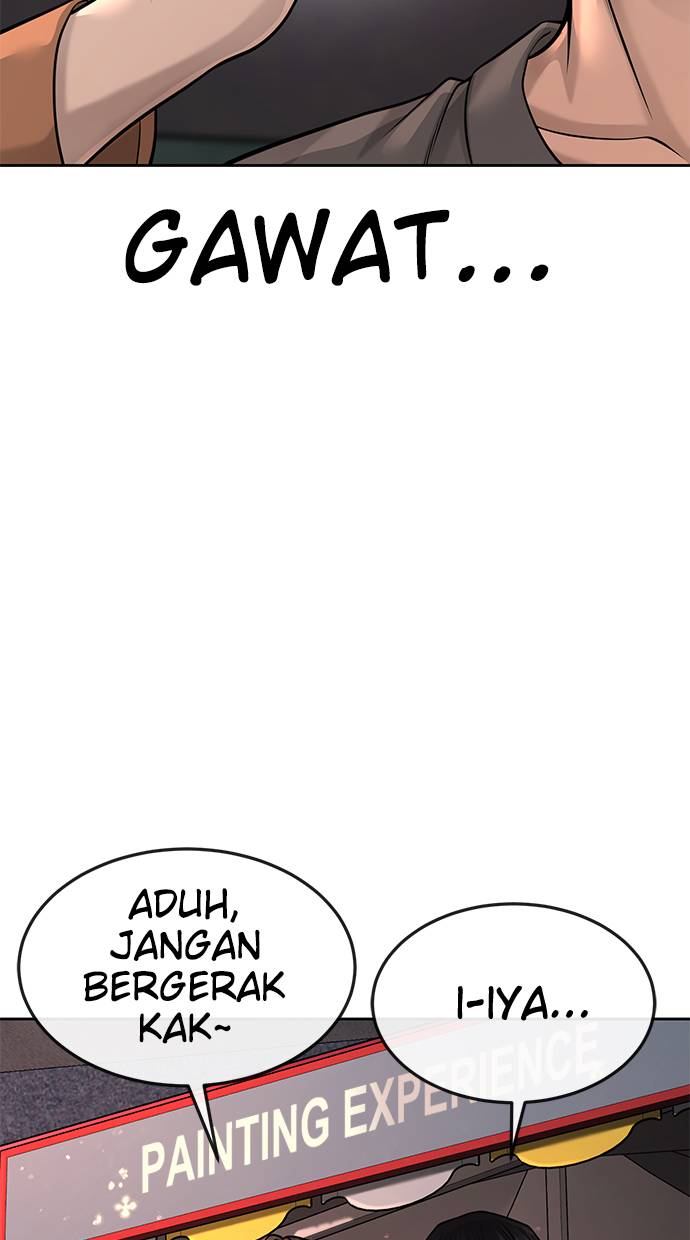 GAWAT...
ADUH,
JANGAN
BERGERAK
KAK~
I-IYA...
PAINTING EXPERIENCE